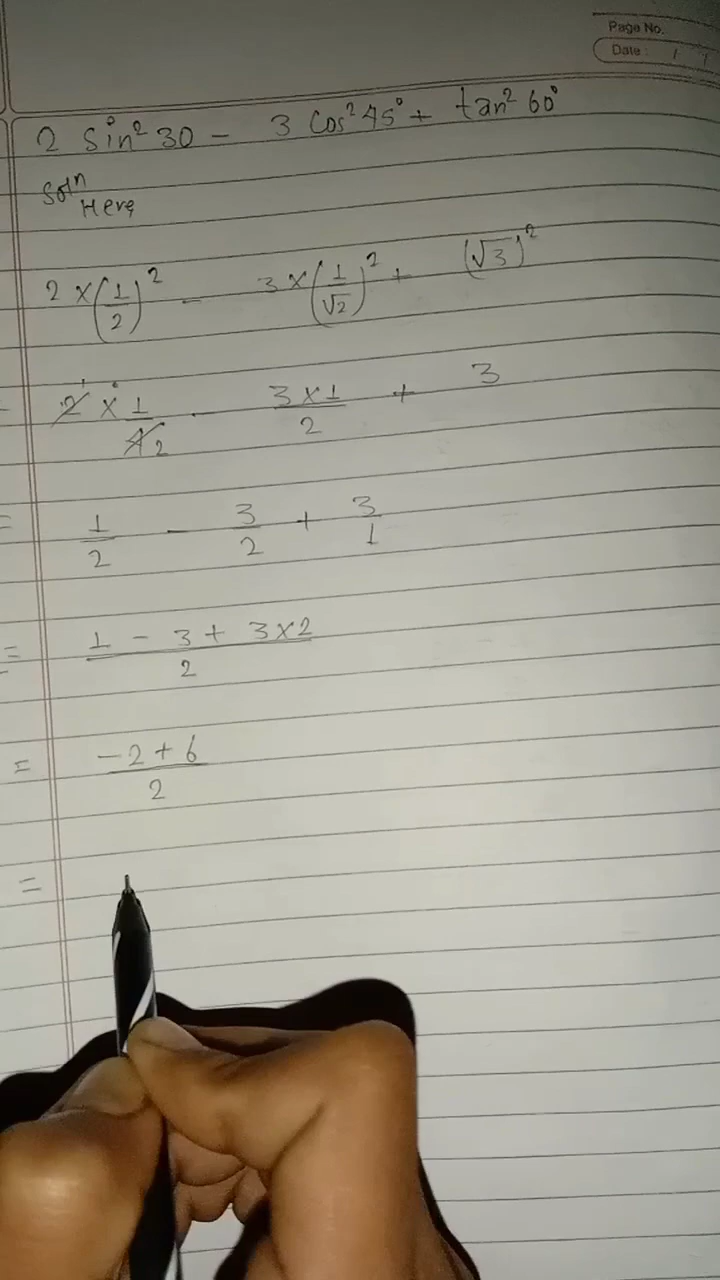 Page No.
Date: / /
2 sin² 30 - 3 cos² 45° + tan² 60°
Soln
Here
2 × (1/2)² - 3 × (1/√2)² + (√3)²
= 2 1 × 1/4 2 - 3×1/2 + 3
= 1/2 - 3/2 + 3/1
= 1 - 3 + 3×2/2
= -2 + 6/2
=